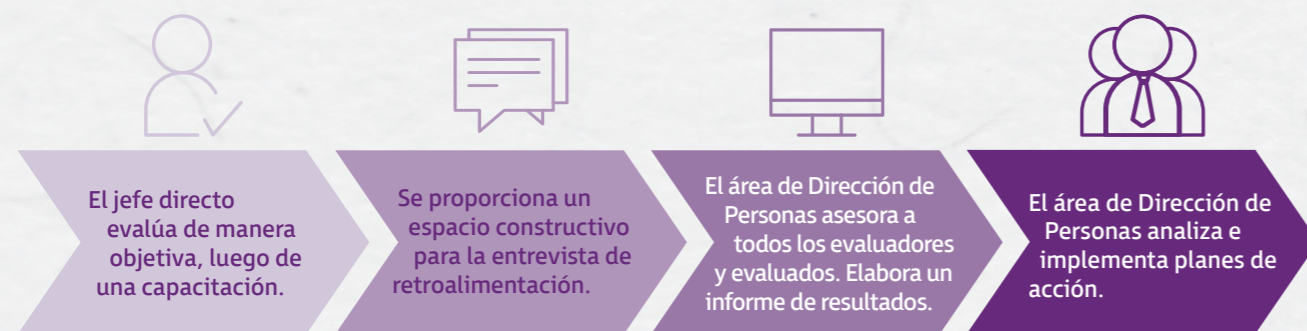 El jefe directo
evalúa de manera
objetiva, luego de
una capacitación.
Se proporciona un
espacio constructivo
para la entrevista de
retroalimentación.
El área de Dirección de
Personas asesora a
todos los evaluadores
y evaluados. Elabora un
informe de resultados.
El área de Dirección de
Personas analiza e
implementa planes de
acción.